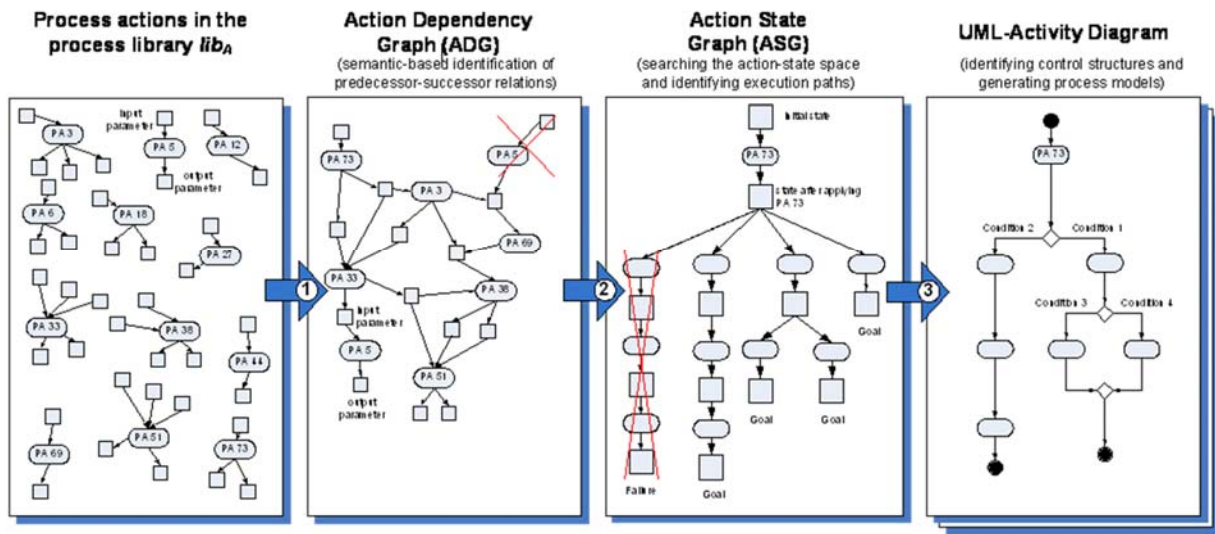 Process actions in the
process library lib_A
Action Dependency
Graph (ADG)
(semantic-based identification of
predecessor-successor relations)
Action State
Graph (ASG)
(searching the action-state space
and identifying execution paths)
UML-Activity Diagram
(identifying control structures and
generating process models)
Input
parameter
PA 3
PA 5
PA 12
output
parameter
PA 6
PA 18
PA 27
PA 33
PA 38
PA 44
PA 51
PA 69
PA 73
1
PA 73
PA 5
PA 3
PA 69
PA 33
PA 38
Input
parameter
PA 5
PA 51
output
parameter
2
Initial state
PA 73
state after applying
PA 73
Goal
Goal
Goal
Failure
Goal
3
PA 73
Condition 2
Condition 1
Condition 3
Condition 4